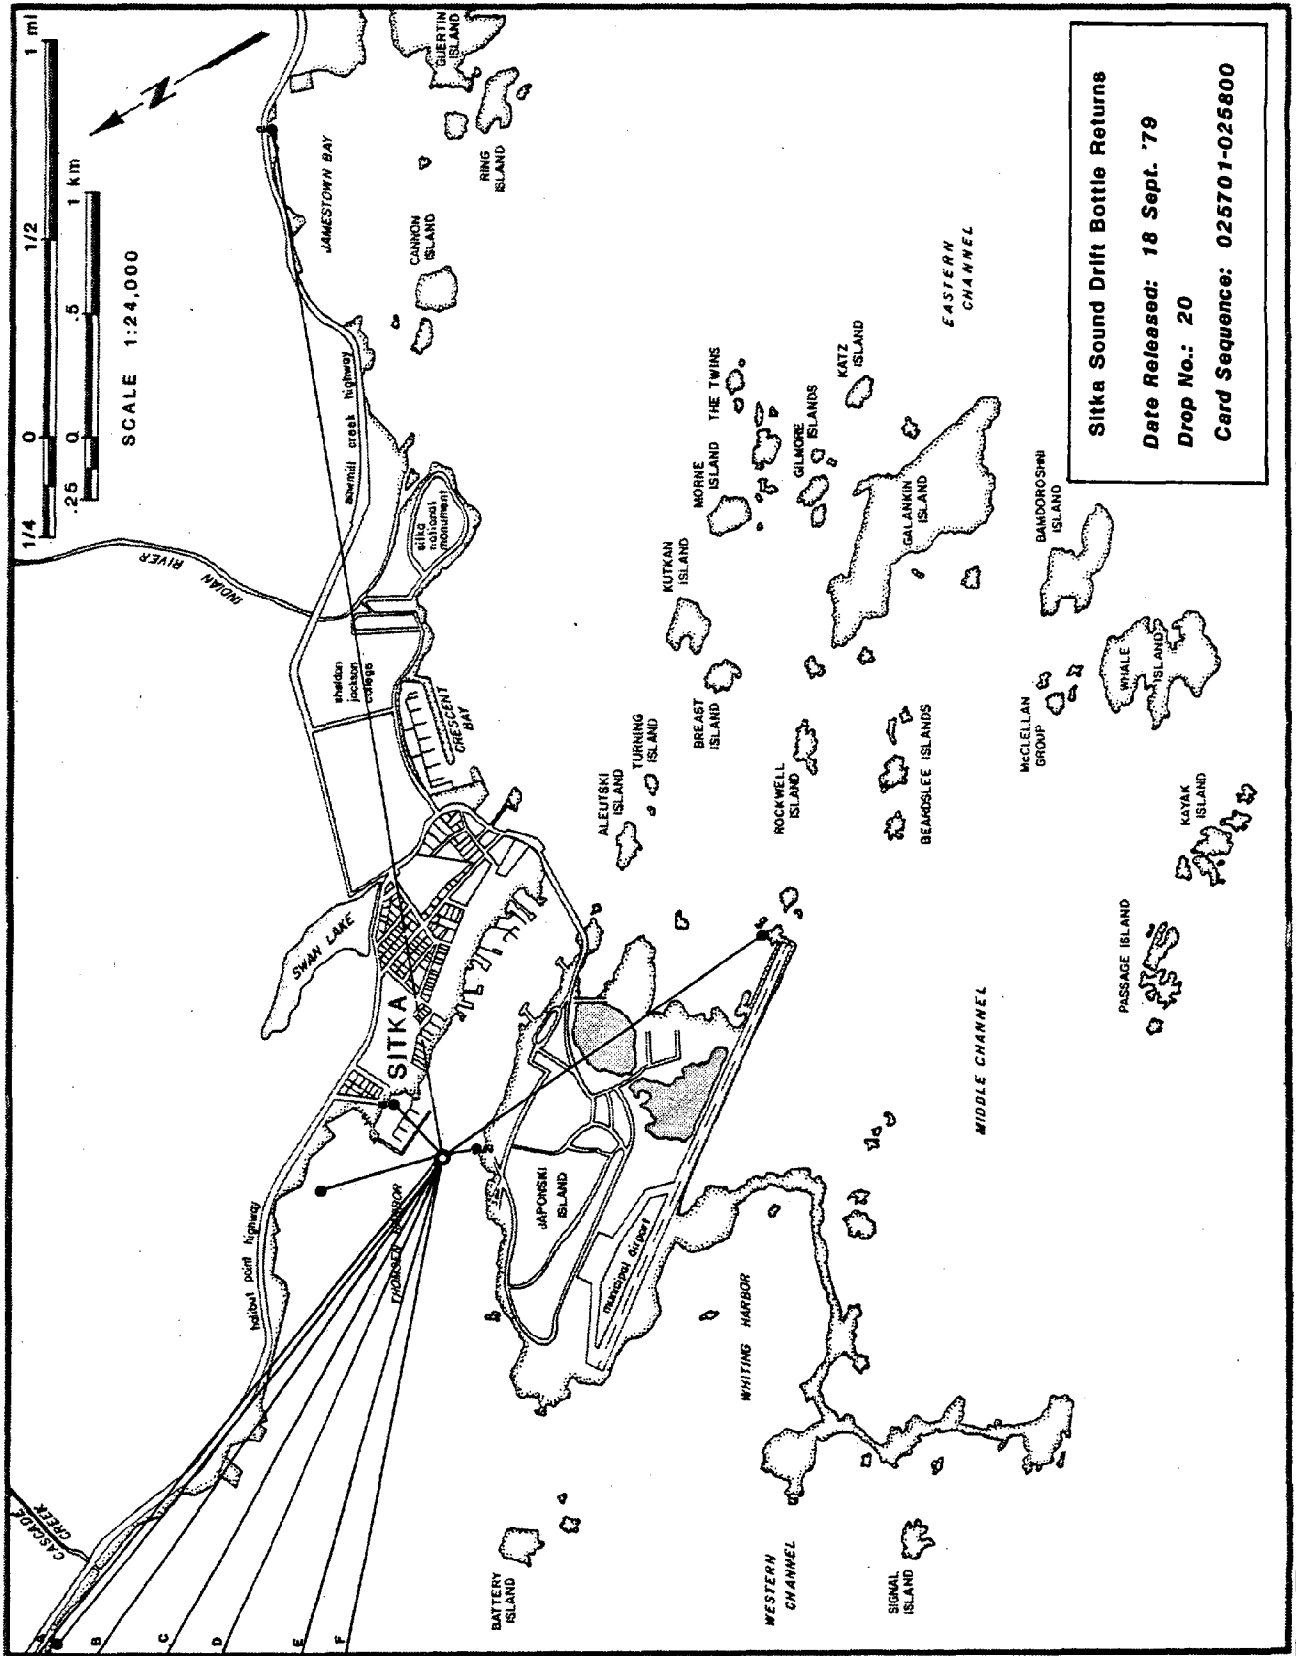 Sitka Sound Drift Bottle Returns
Date Released: 18 Sept. '79
Drop No.: 20
Card Sequence: 025701-025800
1/4
0
1/2
1 mi
.25
0
.5
1 km
SCALE 1:24,000
N
CASCADE
CREEK
halibut point highway
SWAN LAKE
SITKA
THOMSEN HARBOR
INDIAN
RIVER
sheldon
jackson
college
CRESCENT
BAY
sitka
national
monument
sawmill creek highway
JAMESTOWN BAY
CANNON
ISLAND
RING
ISLAND
GUERTIN
ISLAND
A
B
C
D
E
F
BATTERY
ISLAND
JAPONSKI
ISLAND
municipal airport
ALEUTSKI
ISLAND
TURNING
ISLAND
BREAST
ISLAND
KUTKAN
ISLAND
MORNE
ISLAND
THE TWINS
GILMORE
ISLANDS
KATZ
ISLAND
EASTERN
CHANNEL
WESTERN
CHANNEL
WHITING HARBOR
ROCKWELL
ISLAND
GALANKIN
ISLAND
SIGNAL
ISLAND
BEARDSLEE ISLANDS
MIDDLE CHANNEL
McCLELLAN
GROUP
BAMDOROSHNI
ISLAND
WHALE
ISLAND
PASSAGE ISLAND
KAYAK
ISLAND